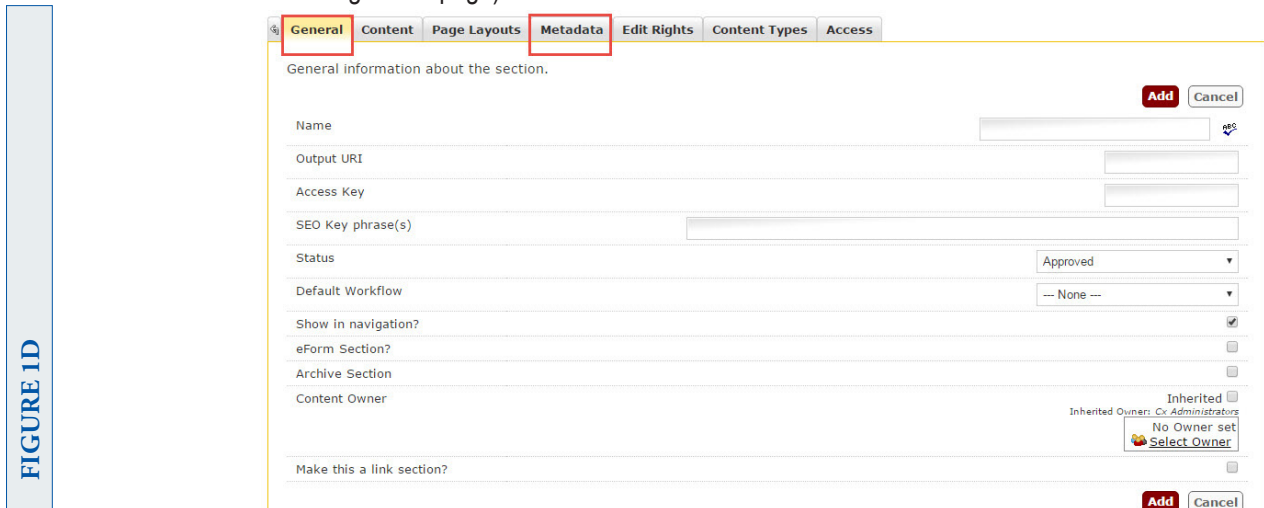 General Content Page Layouts Metadata Edit Rights Content Types Access
General information about the section.
Add Cancel
Name
ABC
Output URI
Access Key
SEO Key phrase(s)
Status Approved
Default Workflow --- None ---
Show in navigation?
eForm Section?
Archive Section
Content Owner Inherited
Inherited Owner: Cx Administrators
No Owner set
Select Owner
Make this a link section?
Add Cancel
FIGURE 1D